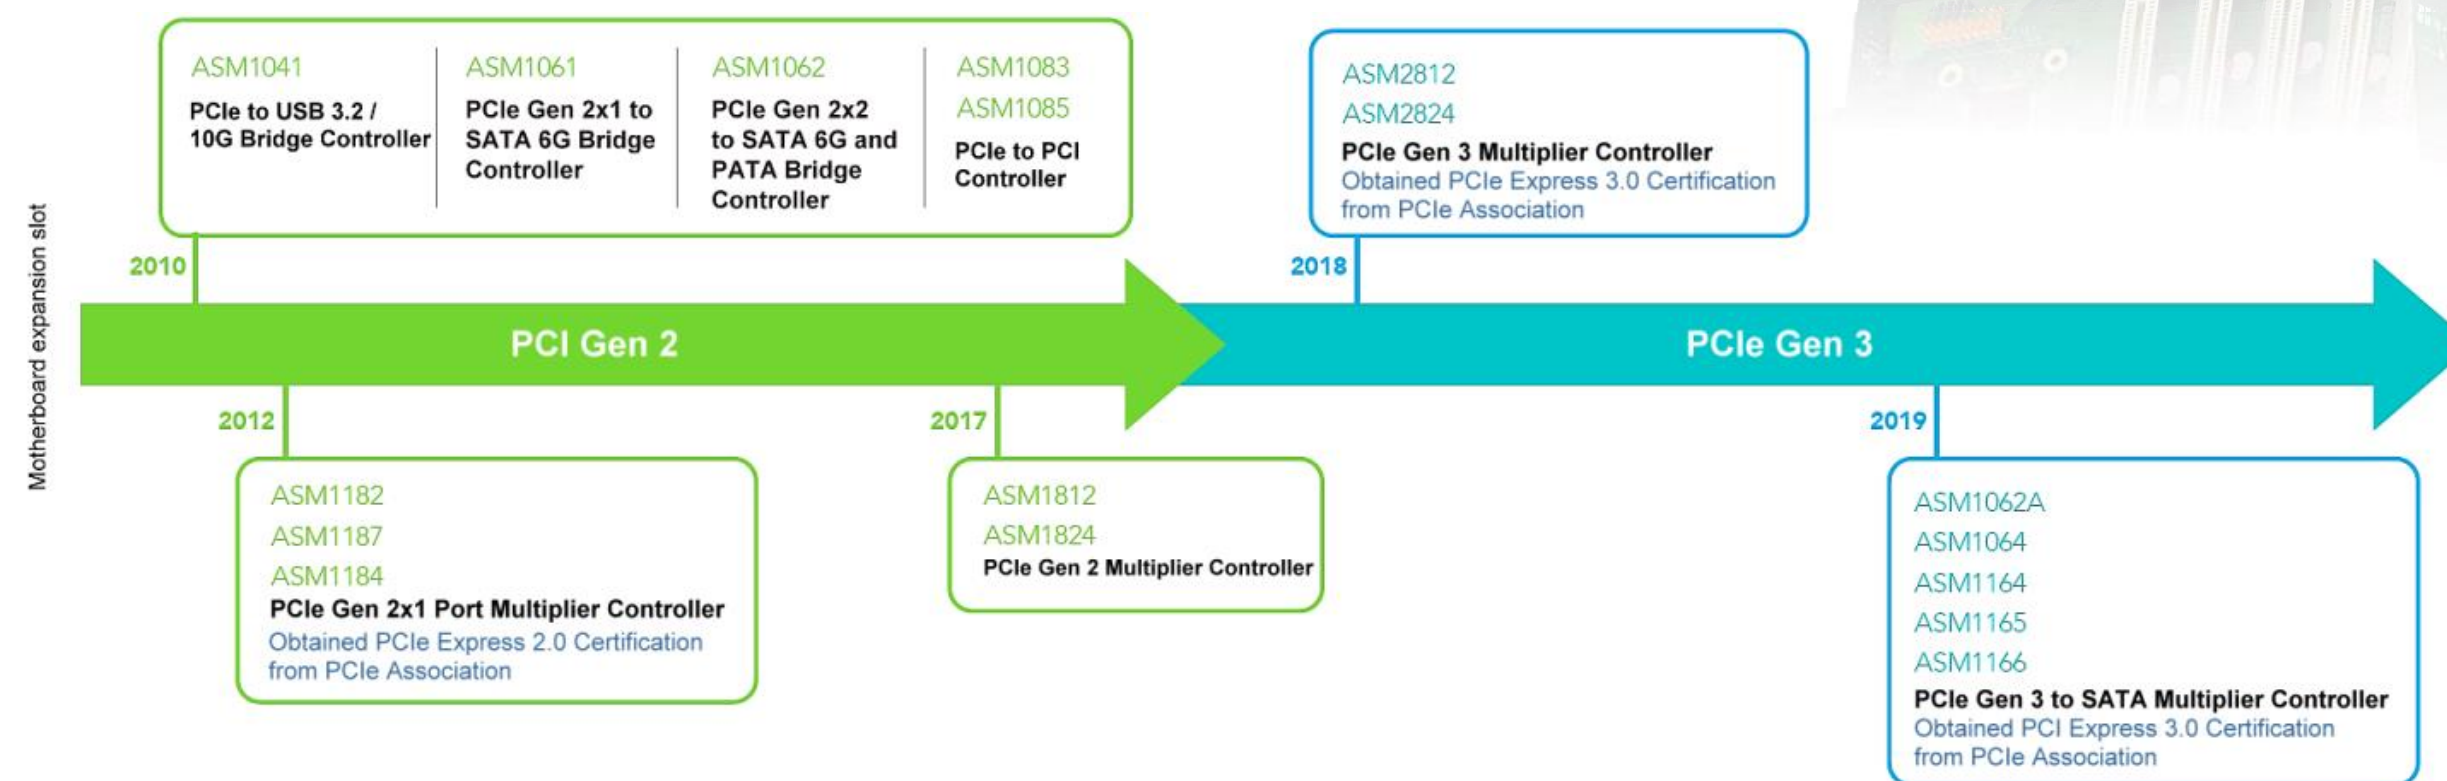 Motherboard expansion slot
ASM1041
PCIe to USB 3.2 /
10G Bridge Controller
ASM1061
PCIe Gen 2x1 to
SATA 6G Bridge
Controller
ASM1062
PCIe Gen 2x2
to SATA 6G and
PATA Bridge
Controller
ASM1083
ASM1085
PCIe to PCI
Controller
2010
ASM2812
ASM2824
PCIe Gen 3 Multiplier Controller
Obtained PCIe Express 3.0 Certification
from PCIe Association
2018
PCI Gen 2
PCIe Gen 3
2012
ASM1182
ASM1187
ASM1184
PCIe Gen 2x1 Port Multiplier Controller
Obtained PCIe Express 2.0 Certification
from PCIe Association
2017
ASM1812
ASM1824
PCIe Gen 2 Multiplier Controller
2019
ASM1062A
ASM1064
ASM1164
ASM1165
ASM1166
PCIe Gen 3 to SATA Multiplier Controller
Obtained PCI Express 3.0 Certification
from PCIe Association